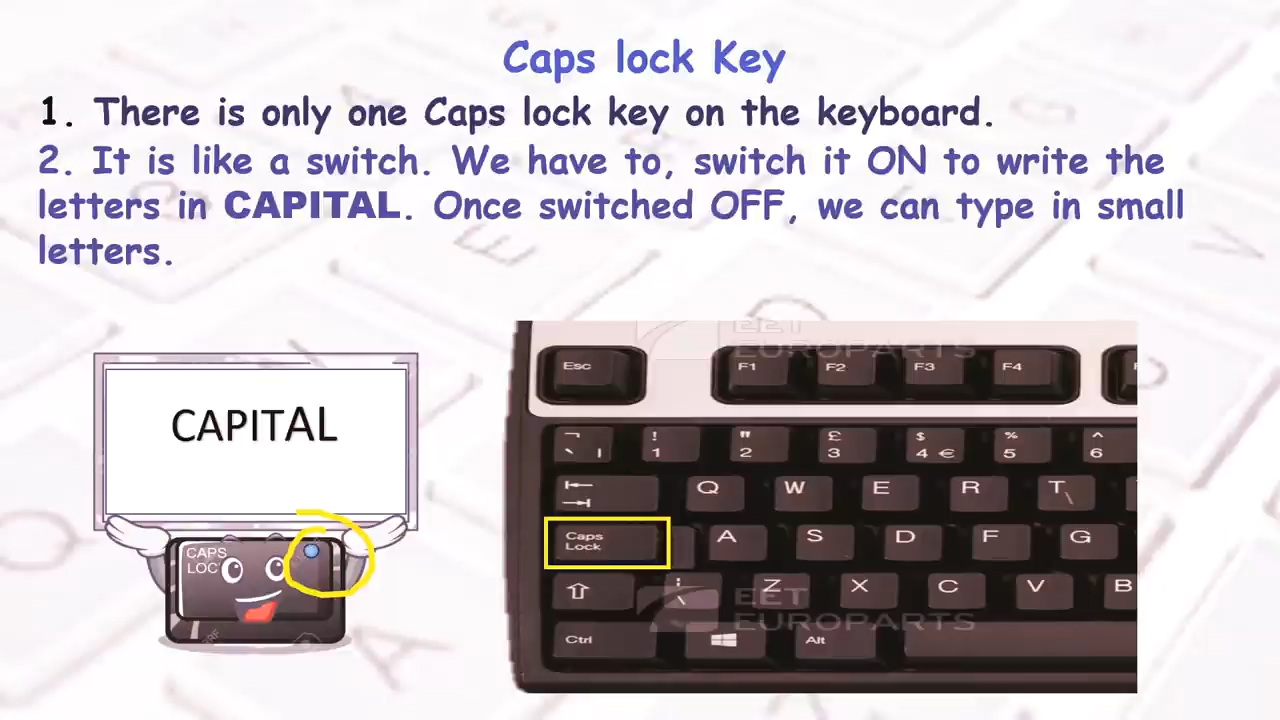 Caps lock Key
1. There is only one Caps lock key on the keyboard.
2. It is like a switch. We have to, switch it ON to write the
letters in CAPITAL. Once switched OFF, we can type in small
letters.
CAPITAL
CAPS
LOC
EET
EUROPARTS
Esc F1 F2 F3 F4
¬ ! " £ $ % ^
` | 1 2 3 4 € 5 6
Q W E R T
Caps
Lock
A S D F G
| \ Z X C V B
EET
EUROPARTS
Ctrl Alt